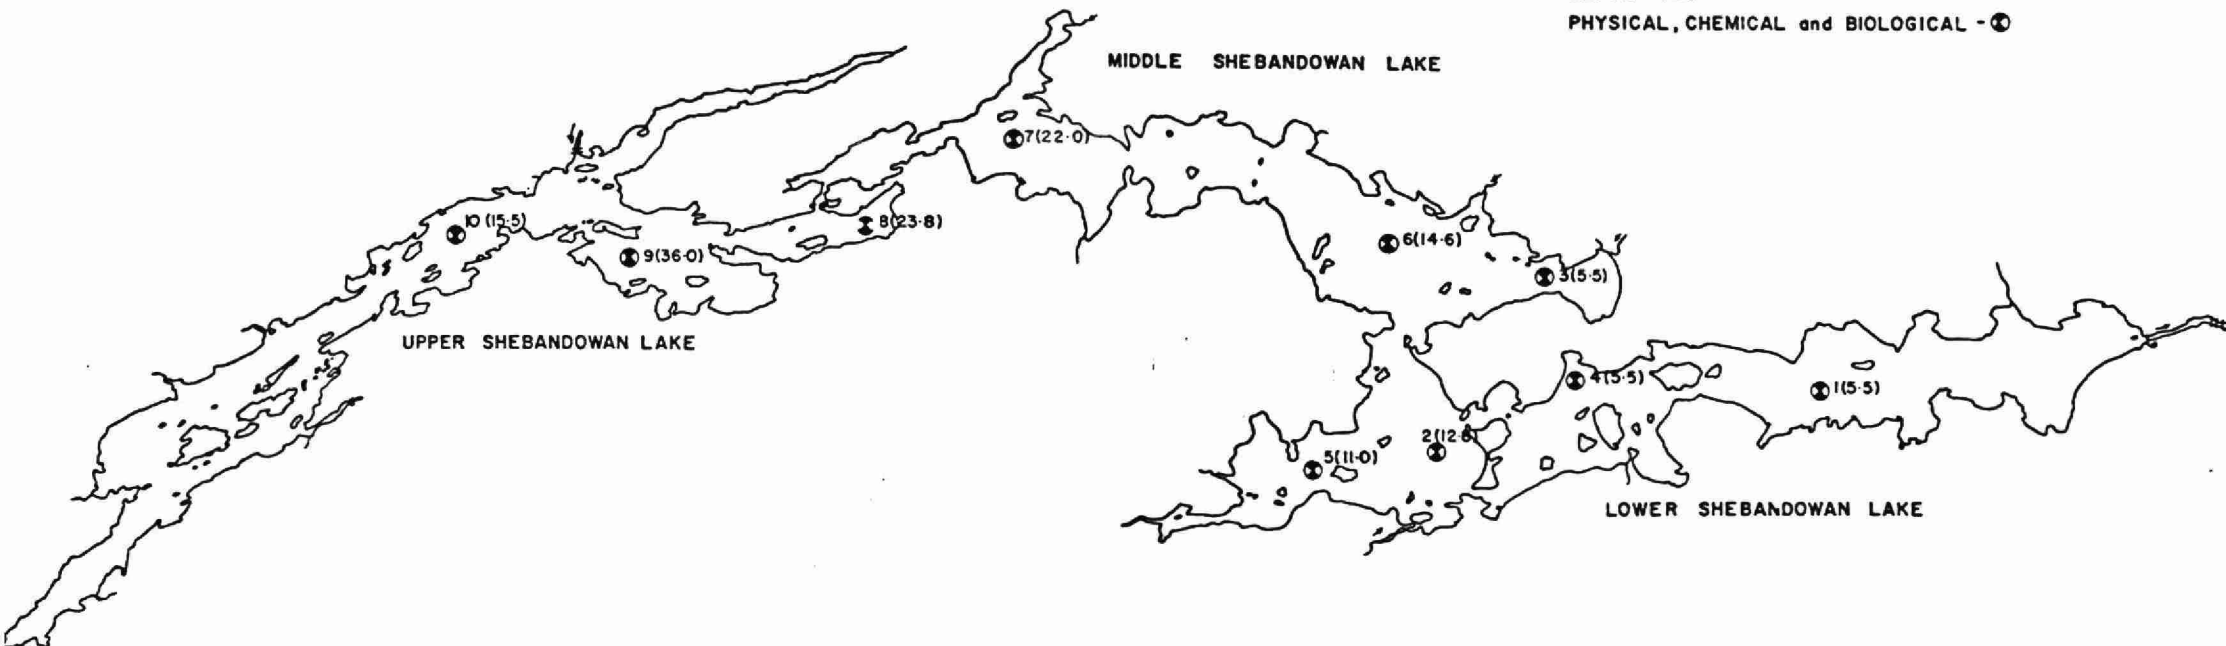 PHYSICAL, CHEMICAL and BIOLOGICAL -
MIDDLE SHEBANDOWAN LAKE
7(22·0)
10 (15·5)
8(23·8)
9(36·0)
6(14·6)
3(5·5)
UPPER SHEBANDOWAN LAKE
4(5·5)
1(5·5)
5(11·0)
LOWER SHEBANDOWAN LAKE